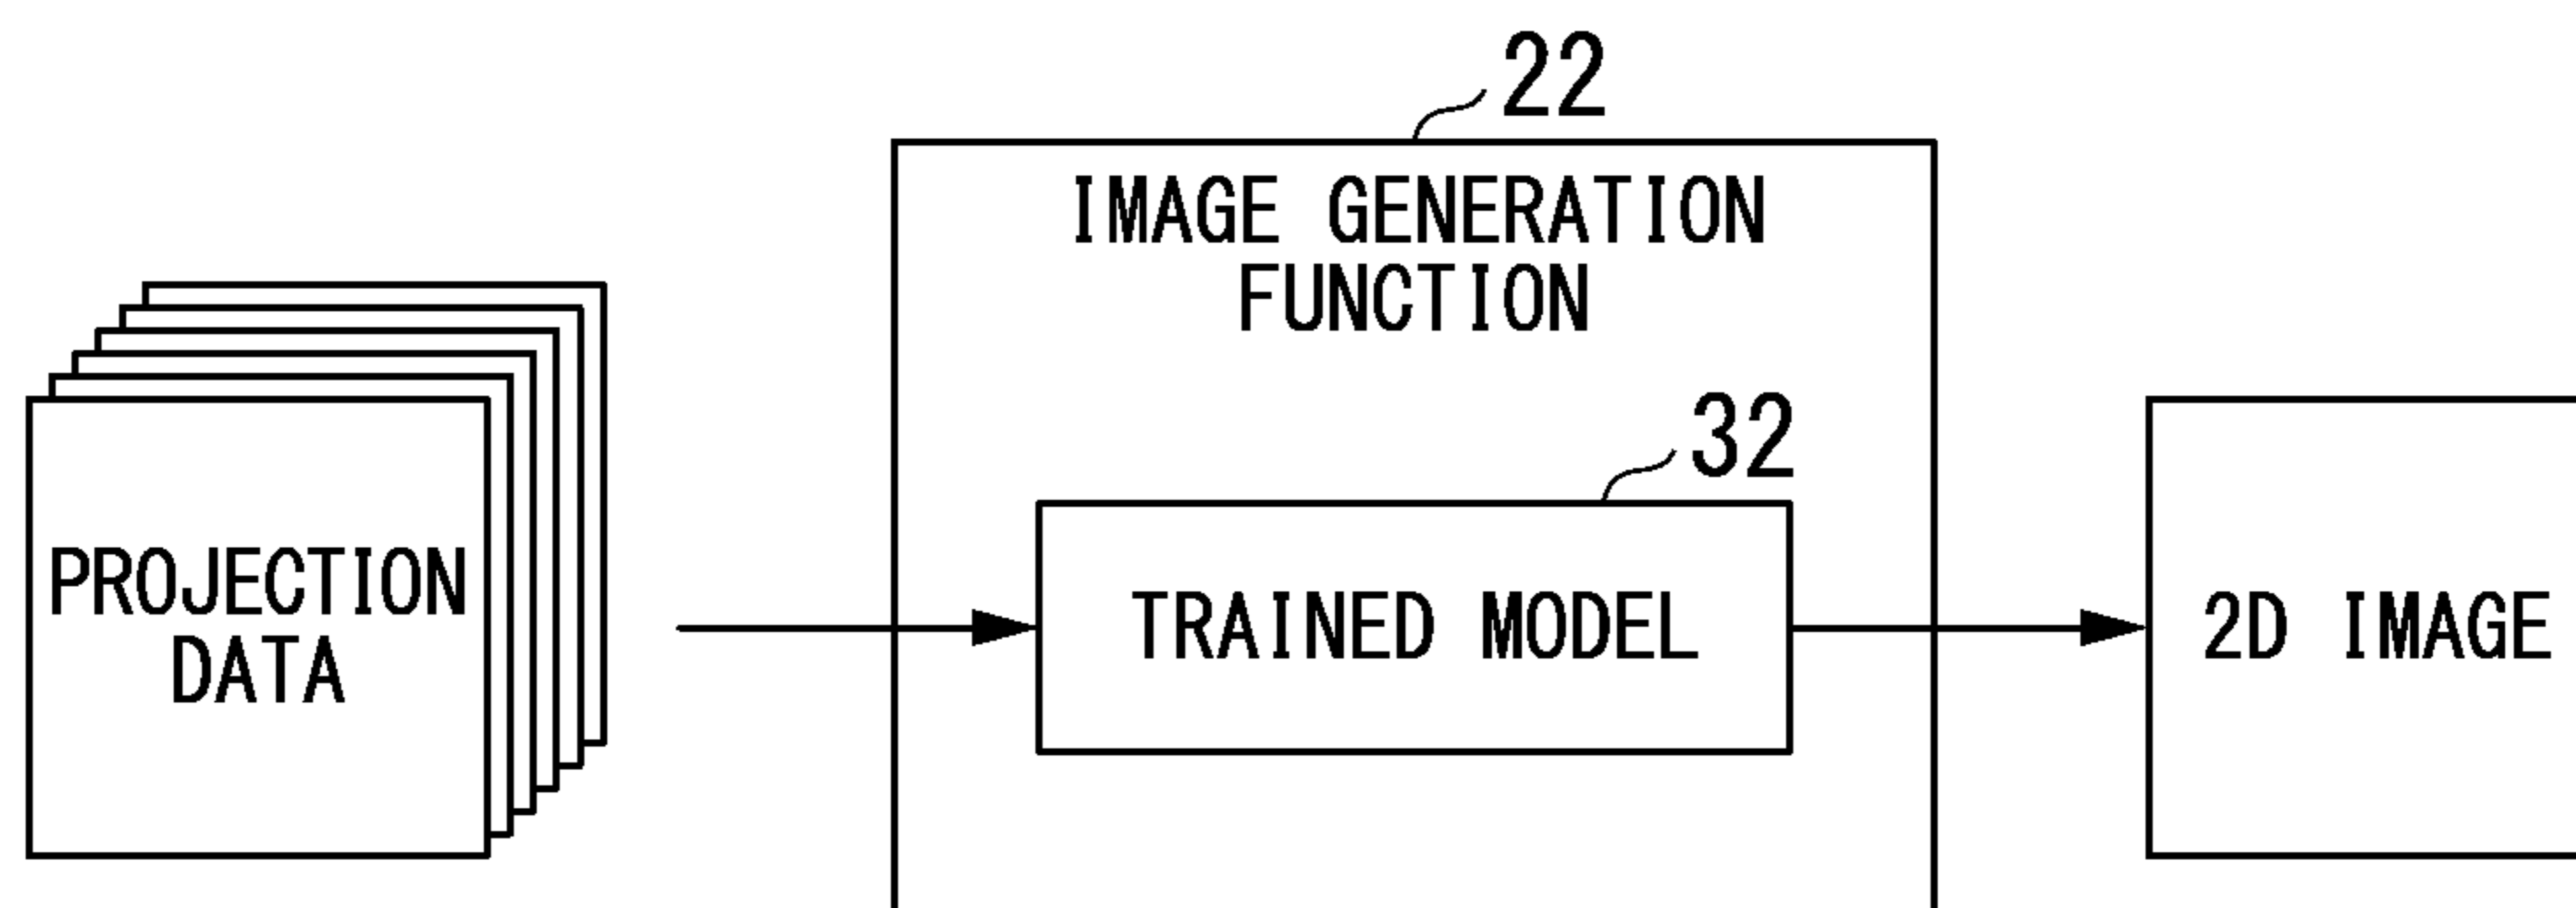 22
IMAGE GENERATION
FUNCTION
32
PROJECTION
DATA
TRAINED MODEL
2D IMAGE